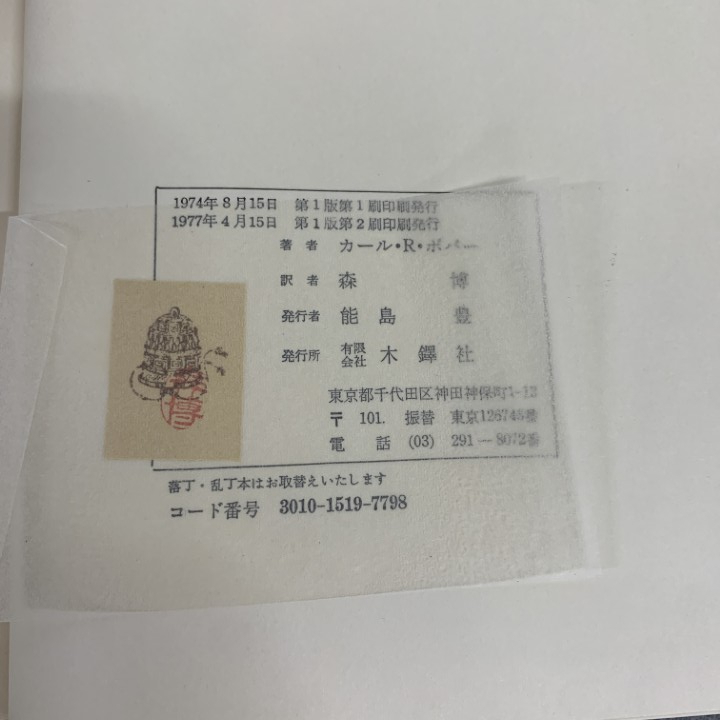 1974年8月15日 第1版第1刷印刷発行
1977年4月15日 第1版第2刷印刷発行
著者 カール・R・ポパー
訳者 森 博
発行者 能島 豊
発行所 有限会社 木鐸社
東京都千代田区神田神保町1-12
〒 101. 振替 東京126746番
電話 (03) 291-8072番
落丁・乱丁本はお取替えいたします
コード番号 3010-1519-7798